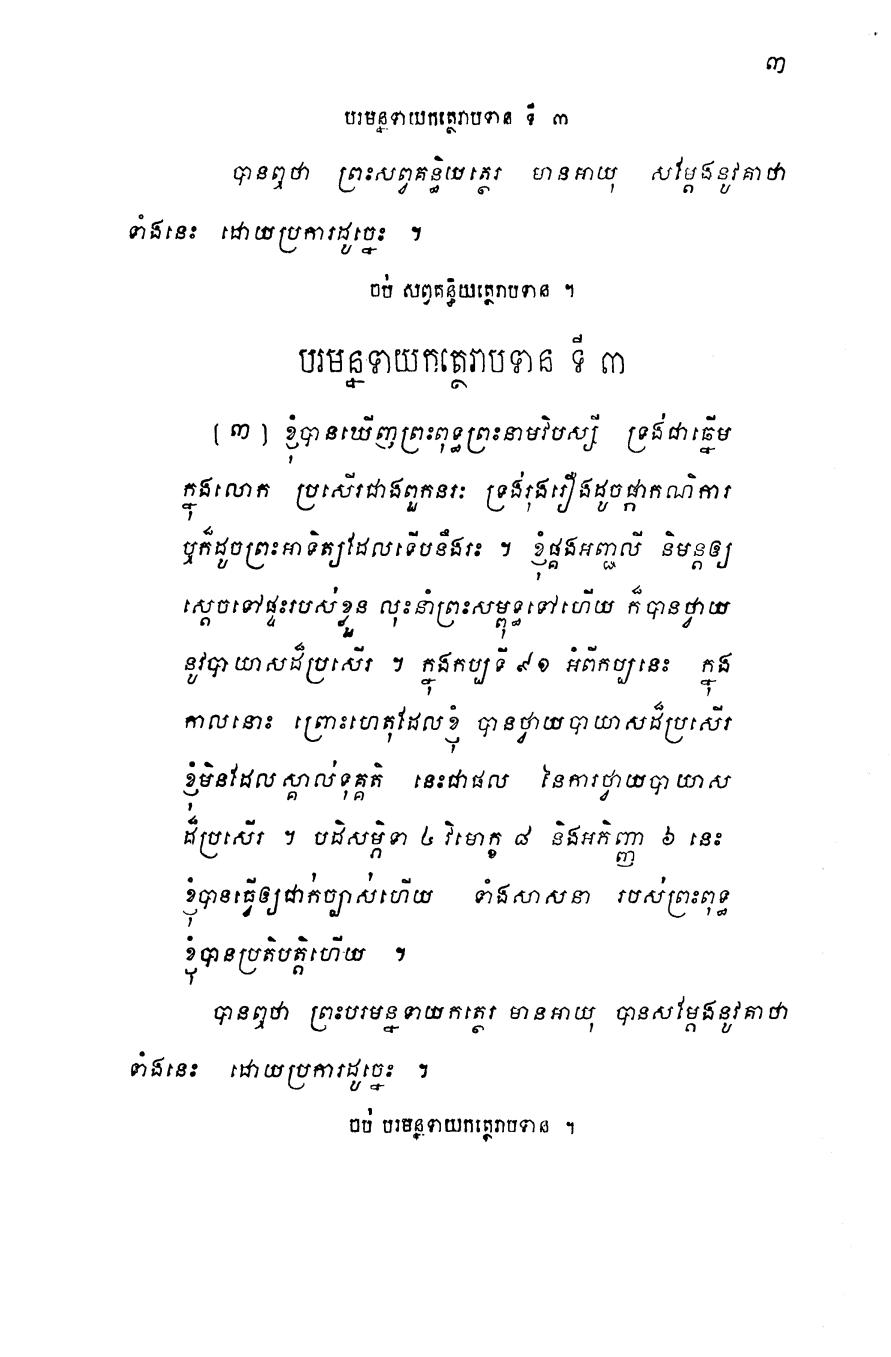 ៣
បរមន្នទាយកត្ថេរាបទាន ទី ៣
បានឮថា ព្រះសព្វគន្ធិយត្ថេរ មានអាយុ សម្តែងនូវគាថា
ទាំងនេះ ដោយប្រការដូច្នេះ ។
ចប់ សព្វគន្ធិយត្ថេរាបទាន ។
បរមន្នទាយកត្ថេរាបទាន ទី ៣
(៣) ខ្ញុំបានឃើញព្រះពុទ្ធព្រះនាមវិបស្សី ទ្រង់ជាធ្នើម
ក្នុងលោក ប្រសើរជាងពួកនរៈ ទ្រង់រុងរឿងដូចផ្កាកណិការ
ឬក៏ដូចព្រះអាទិត្យដែលទើបនឹងរះ ។ ខ្ញុំផ្គងអញ្ជលី និមន្តឲ្យ
ស្តេចទៅផ្ទះរបស់ខ្លួន លុះនាំព្រះសម្ពុទ្ធទៅហើយ ក៏បានថ្វាយ
នូវបាយាសដ៏ប្រសើរ ។ ក្នុងកប្បទី ៩១ អំពីកប្បនេះ ក្នុង
កាលនោះ ព្រោះហេតុដែលខ្ញុំ បានថ្វាយបាយាសដ៏ប្រសើរ
ខ្ញុំមិនដែលស្គាល់ទុគ្គតិ នេះជាផល នៃការថ្វាយបាយាស
ដ៏ប្រសើរ ។ បដិសម្ភិទា ៤ វិមោក្ខ ៨ និងអភិញ្ញា ៦ នេះ
ខ្ញុំបានធ្វើឲ្យជាក់ច្បាស់ហើយ ទាំងសាសនា របស់ព្រះពុទ្ធ
ខ្ញុំបានប្រតិបត្តិហើយ ។
បានឮថា ព្រះបរមន្នទាយកត្ថេរ មានអាយុ បានសម្តែងនូវគាថា
ទាំងនេះ ដោយប្រការដូច្នេះ ។
ចប់ បរមន្នទាយកត្ថេរាបទាន ។